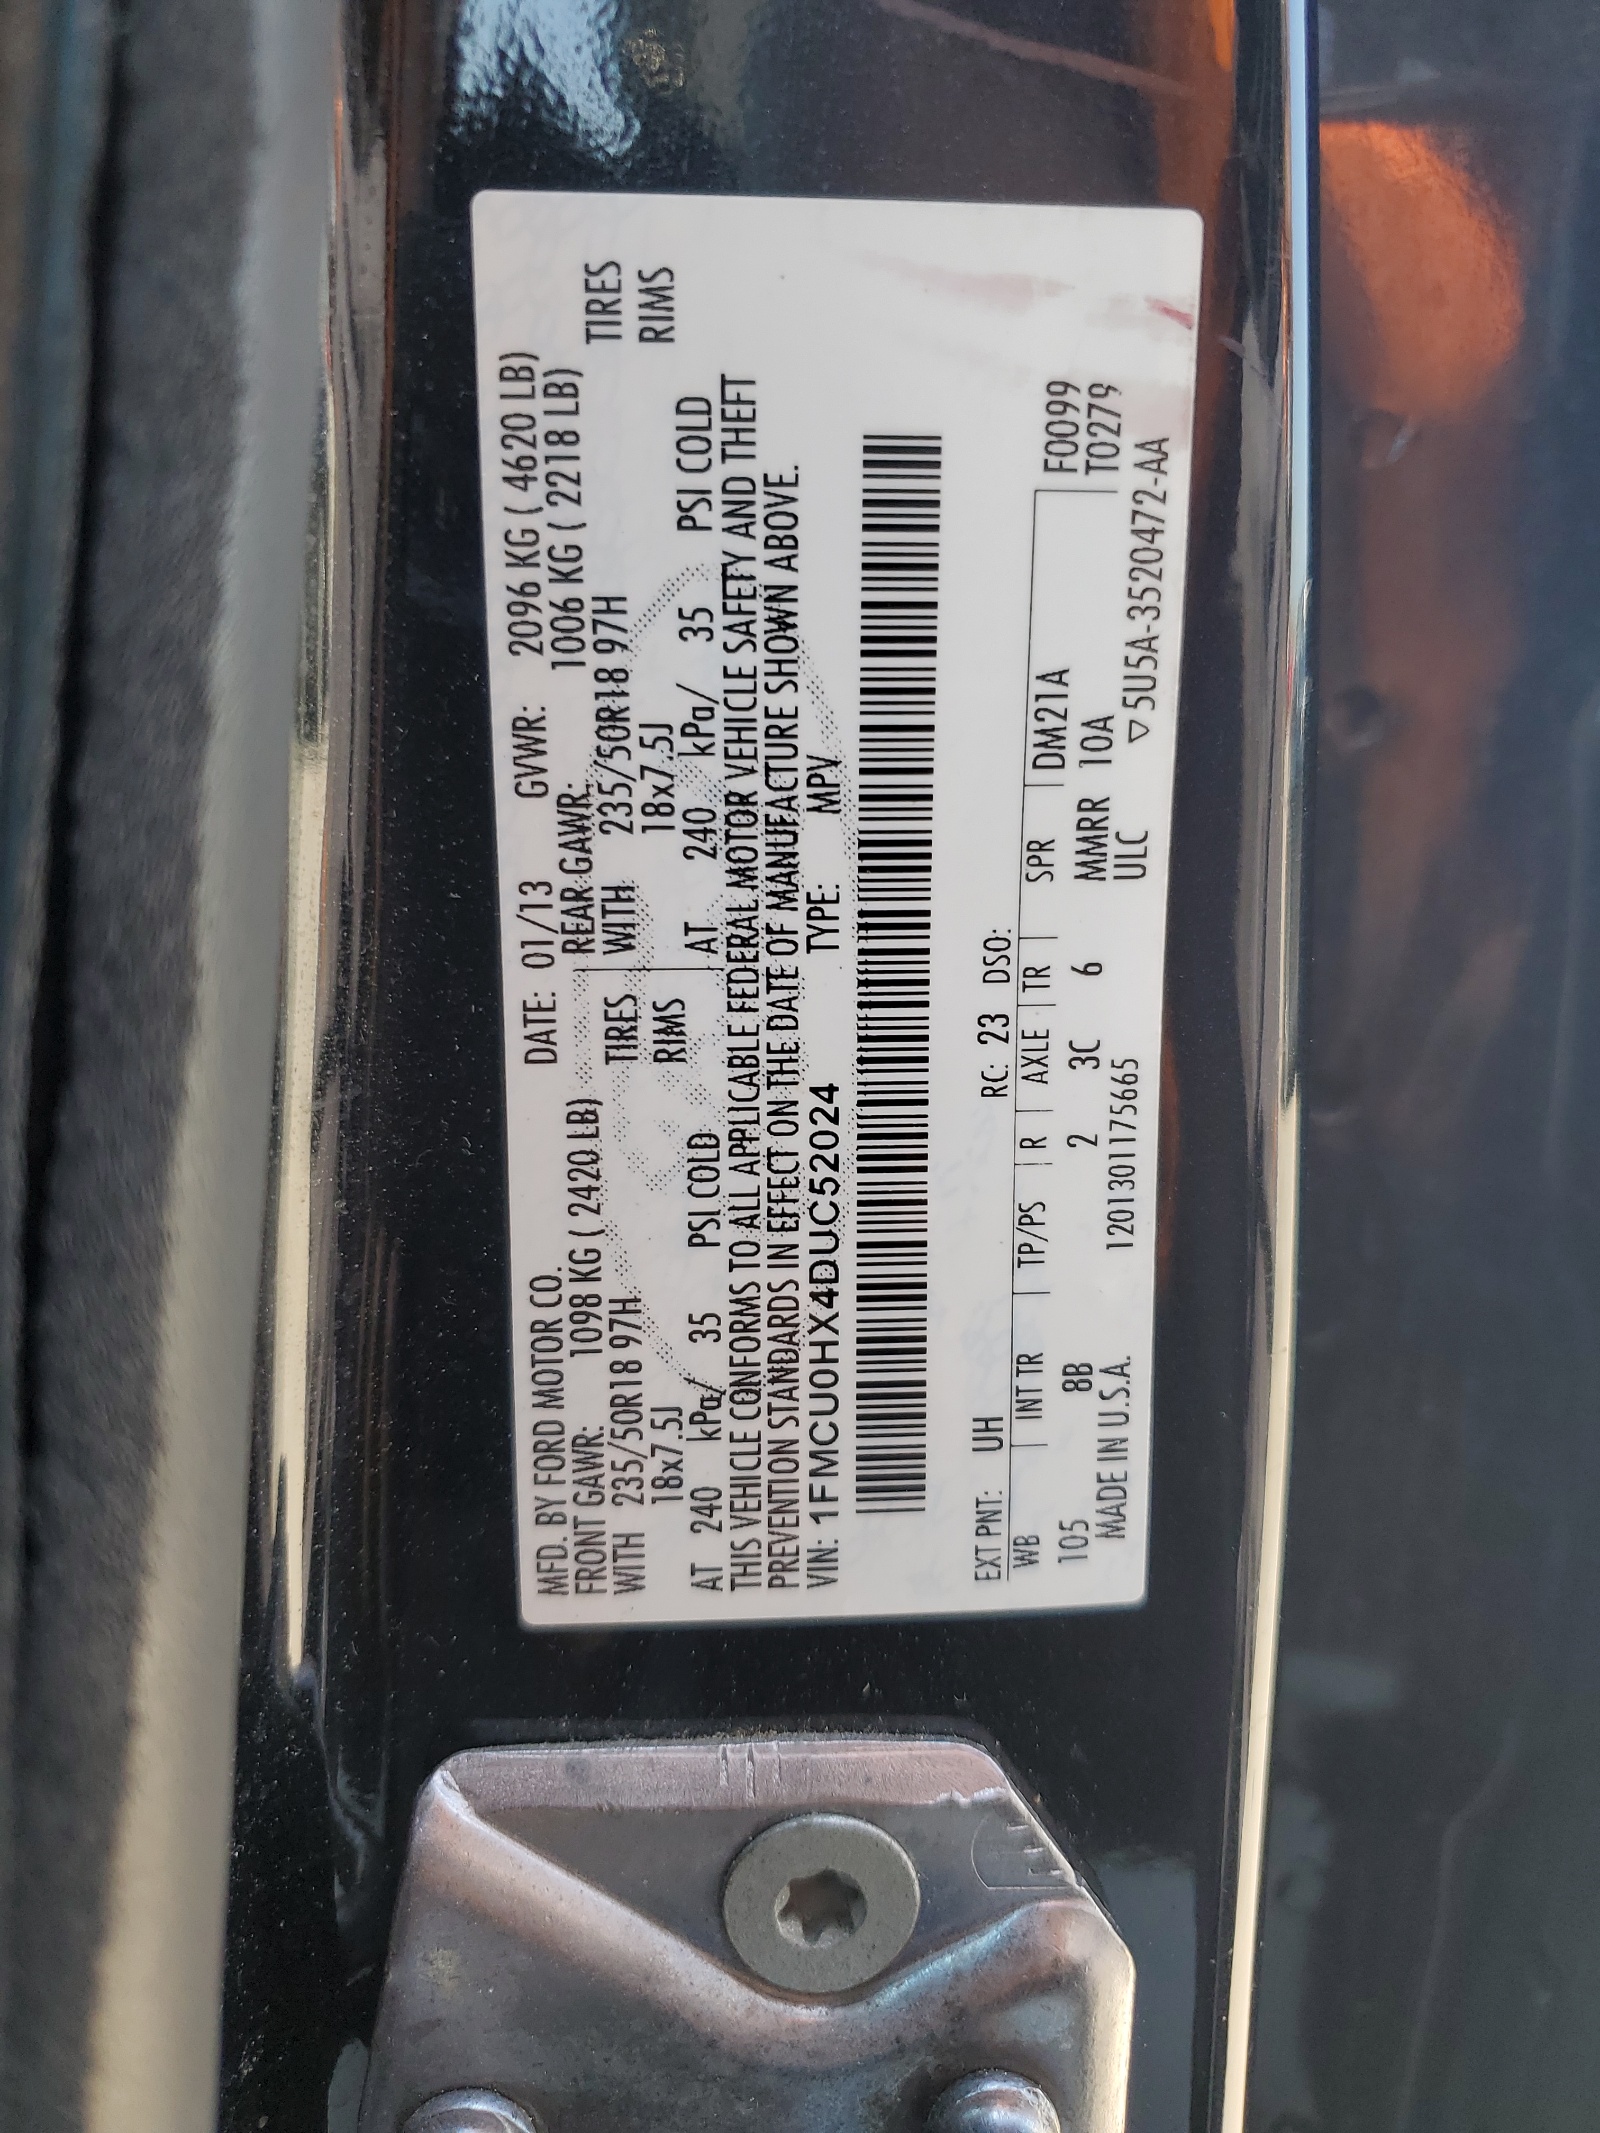 MFD. BY FORD MOTOR CO. DATE: 01/13 GVWR: 2096 KG ( 4620 LB)
FRONT GAWR: 1098 KG ( 2420 LB) REAR GAWR: 1006 KG ( 2218 LB)
WITH 235/50R18 97H TIRES WITH 235/50R18 97H TIRES
18x7.5J RIMS 18x7.5J RIMS
AT 240 kPa/ 35 PSI COLD AT 240 kPa/ 35 PSI COLD
THIS VEHICLE CONFORMS TO ALL APPLICABLE FEDERAL MOTOR VEHICLE SAFETY AND THEFT
PREVENTION STANDARDS IN EFFECT ON THE DATE OF MANUFACTURE SHOWN ABOVE.
VIN: 1FMCU0HX4DUC52024 TYPE: MPV
EXT PNT: UH RC: 23 DSO:
WB INT TR TP/PS R AXLE TR SPR DM21A F0099
105 8B 2 3C 6 MMRR 10A T0279
MADE IN U.S.A. 1201301175665 ULC ▽ 5U5A-3520472-AA